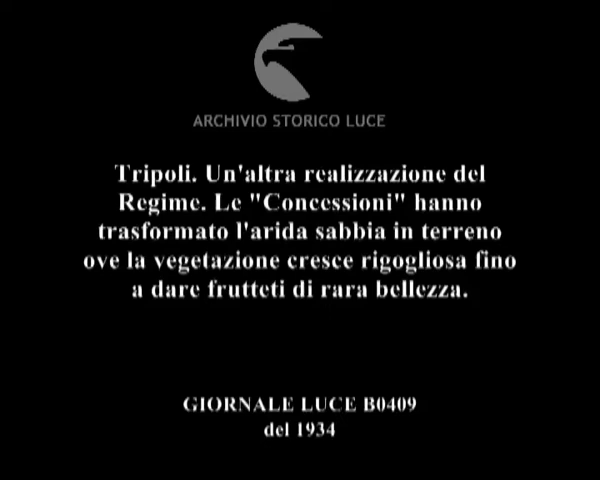 ARCHIVIO STORICO LUCE
Tripoli. Un'altra realizzazione del
Regime. Le "Concessioni" hanno
trasformato l'arida sabbia in terreno
ove la vegetazione cresce rigogliosa fino
a dare frutteti di rara bellezza.
GIORNALE LUCE B0409
del 1934